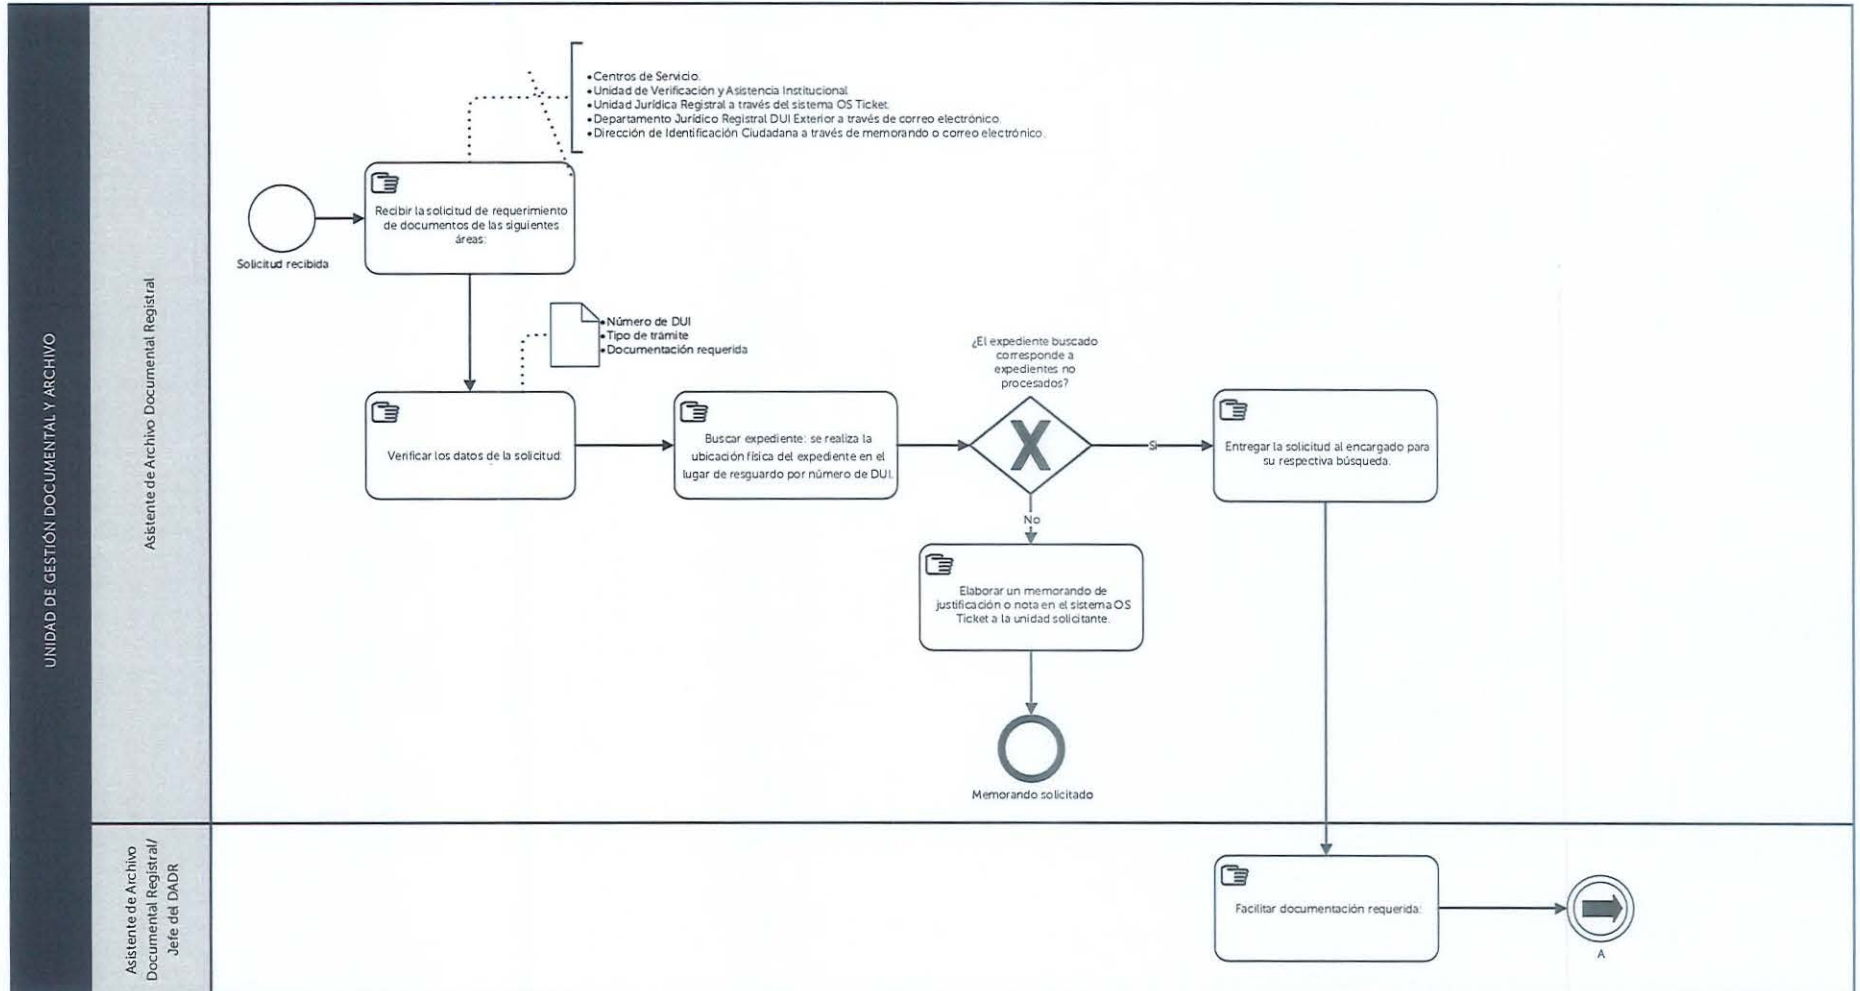 UNIDAD DE GESTIÓN DOCUMENTAL Y ARCHIVO
Asistente de Archivo Documental Registral
• Centros de Servicio.
• Unidad de Verificación y Asistencia Institucional
• Unidad Jurídica Registral a través del sistema OS Ticket.
• Departamento Jurídico Registral DUI Exterior a través de correo electrónico.
• Dirección de Identificación Ciudadana a través de memorando o correo electrónico.
Solicitud recibida
Recibir la solicitud de requerimiento
de documentos de las siguientes
áreas:
• Número de DUI
• Tipo de trámite
• Documentación requerida
Verificar los datos de la solicitud:
Buscar expediente: se realiza la
ubicación física del expediente en el
lugar de resguardo por número de DUI.
¿El expediente buscado
corresponde a
expedientes no
procesados?
Si
Entregar la solicitud al encargado para
su respectiva búsqueda.
No
Elaborar un memorando de
justificación o nota en el sistema OS
Ticket a la unidad solicitante.
Memorando solicitado
Asistente de Archivo
Documental Registral/
Jefe del DADR
Facilitar documentación requerida:
A